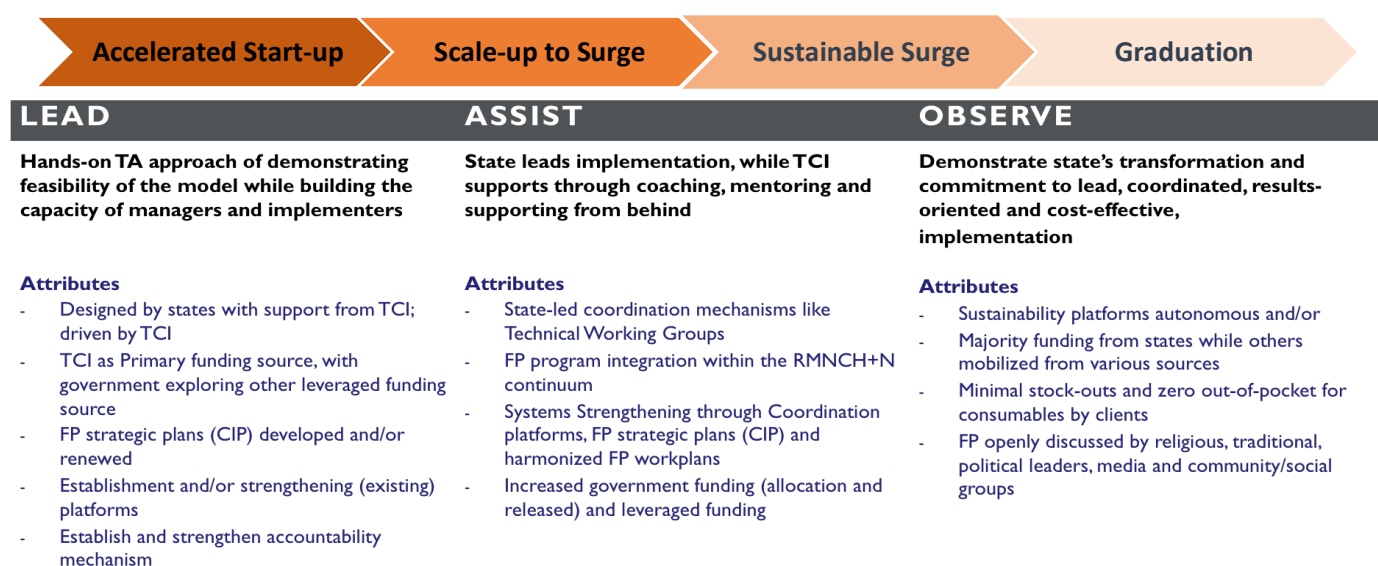 Accelerated Start-up
Scale-up to Surge
Sustainable Surge
Graduation
LEAD
Hands-on TA approach of demonstrating
feasibility of the model while building the
capacity of managers and implementers
Attributes
- Designed by states with support from TCI;
driven by TCI
- TCI as Primary funding source, with
government exploring other leveraged funding
source
- FP strategic plans (CIP) developed and/or
renewed
- Establishment and/or strengthening (existing)
platforms
- Establish and strengthen accountability
mechanism
ASSIST
State leads implementation, while TCI
supports through coaching, mentoring and
supporting from behind
Attributes
- State-led coordination mechanisms like
Technical Working Groups
- FP program integration within the RMNCH+N
continuum
- Systems Strengthening through Coordination
platforms, FP strategic plans (CIP) and
harmonized FP workplans
- Increased government funding (allocation and
released) and leveraged funding
OBSERVE
Demonstrate state's transformation and
commitment to lead, coordinated, results-
oriented and cost-effective,
implementation
Attributes
- Sustainability platforms autonomous and/or
- Majority funding from states while others
mobilized from various sources
- Minimal stock-outs and zero out-of-pocket for
consumables by clients
- FP openly discussed by religious, traditional,
political leaders, media and community/social
groups